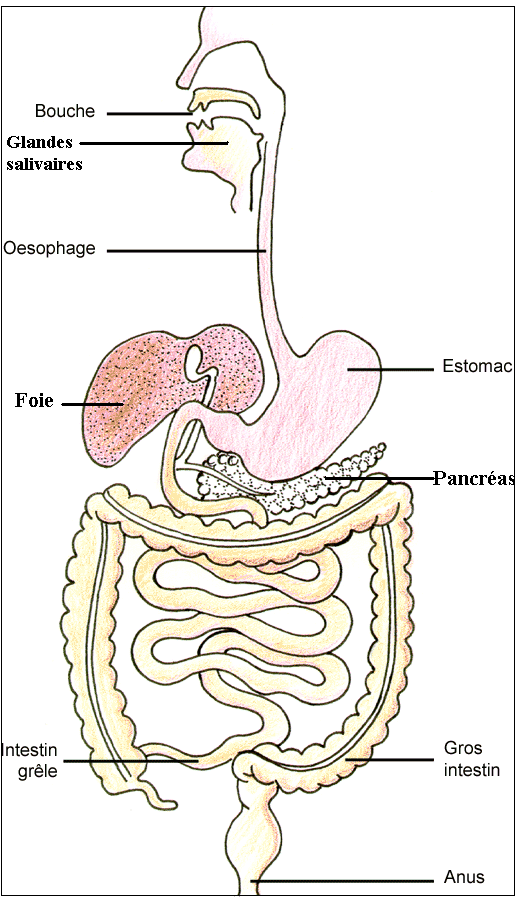 Bouche
Glandes
salivaires
Oesophage
Estomac
Foie
Pancréas
Intestin
grêle
Gros
intestin
Anus